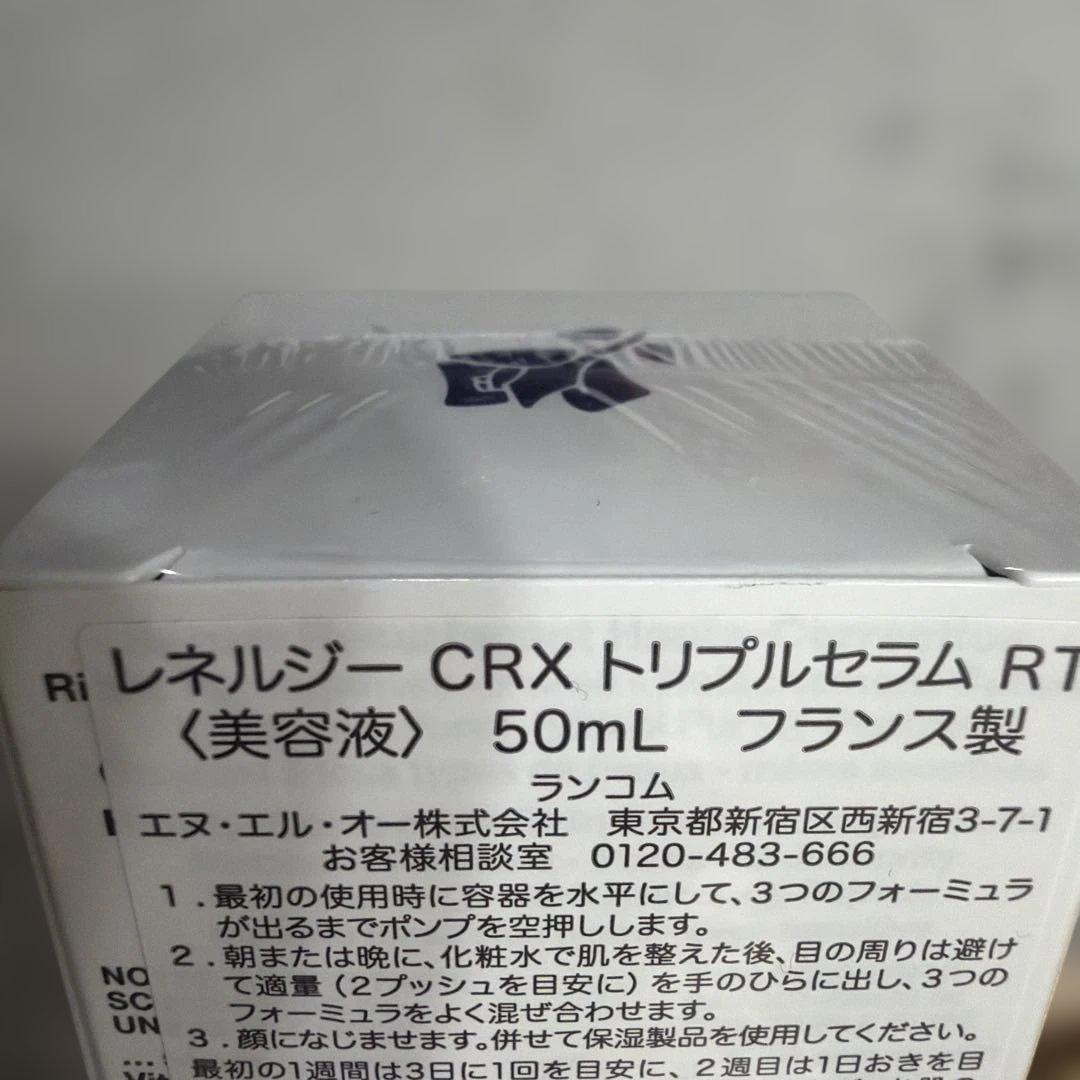 レネルジー CRX トリプルセラム RT
〈美容液〉 50mL フランス製
ランコム
エヌ・エル・オー株式会社 東京都新宿区西新宿3-7-1
お客様相談室 0120-483-666
1．最初の使用時に容器を水平にして、3つのフォーミュラ
が出るまでポンプを空押しします。
2．朝または晩に、化粧水で肌を整えた後、目の周りは避け
て適量（2プッシュを目安に）を手のひらに出し、3つの
フォーミュラをよく混ぜ合わせます。
3．顔になじませます。併せて保湿製品を使用してください。
最初の1週間は3日に1回を目安に、2週目は1日おきを目
Ri
NO
SC
UN